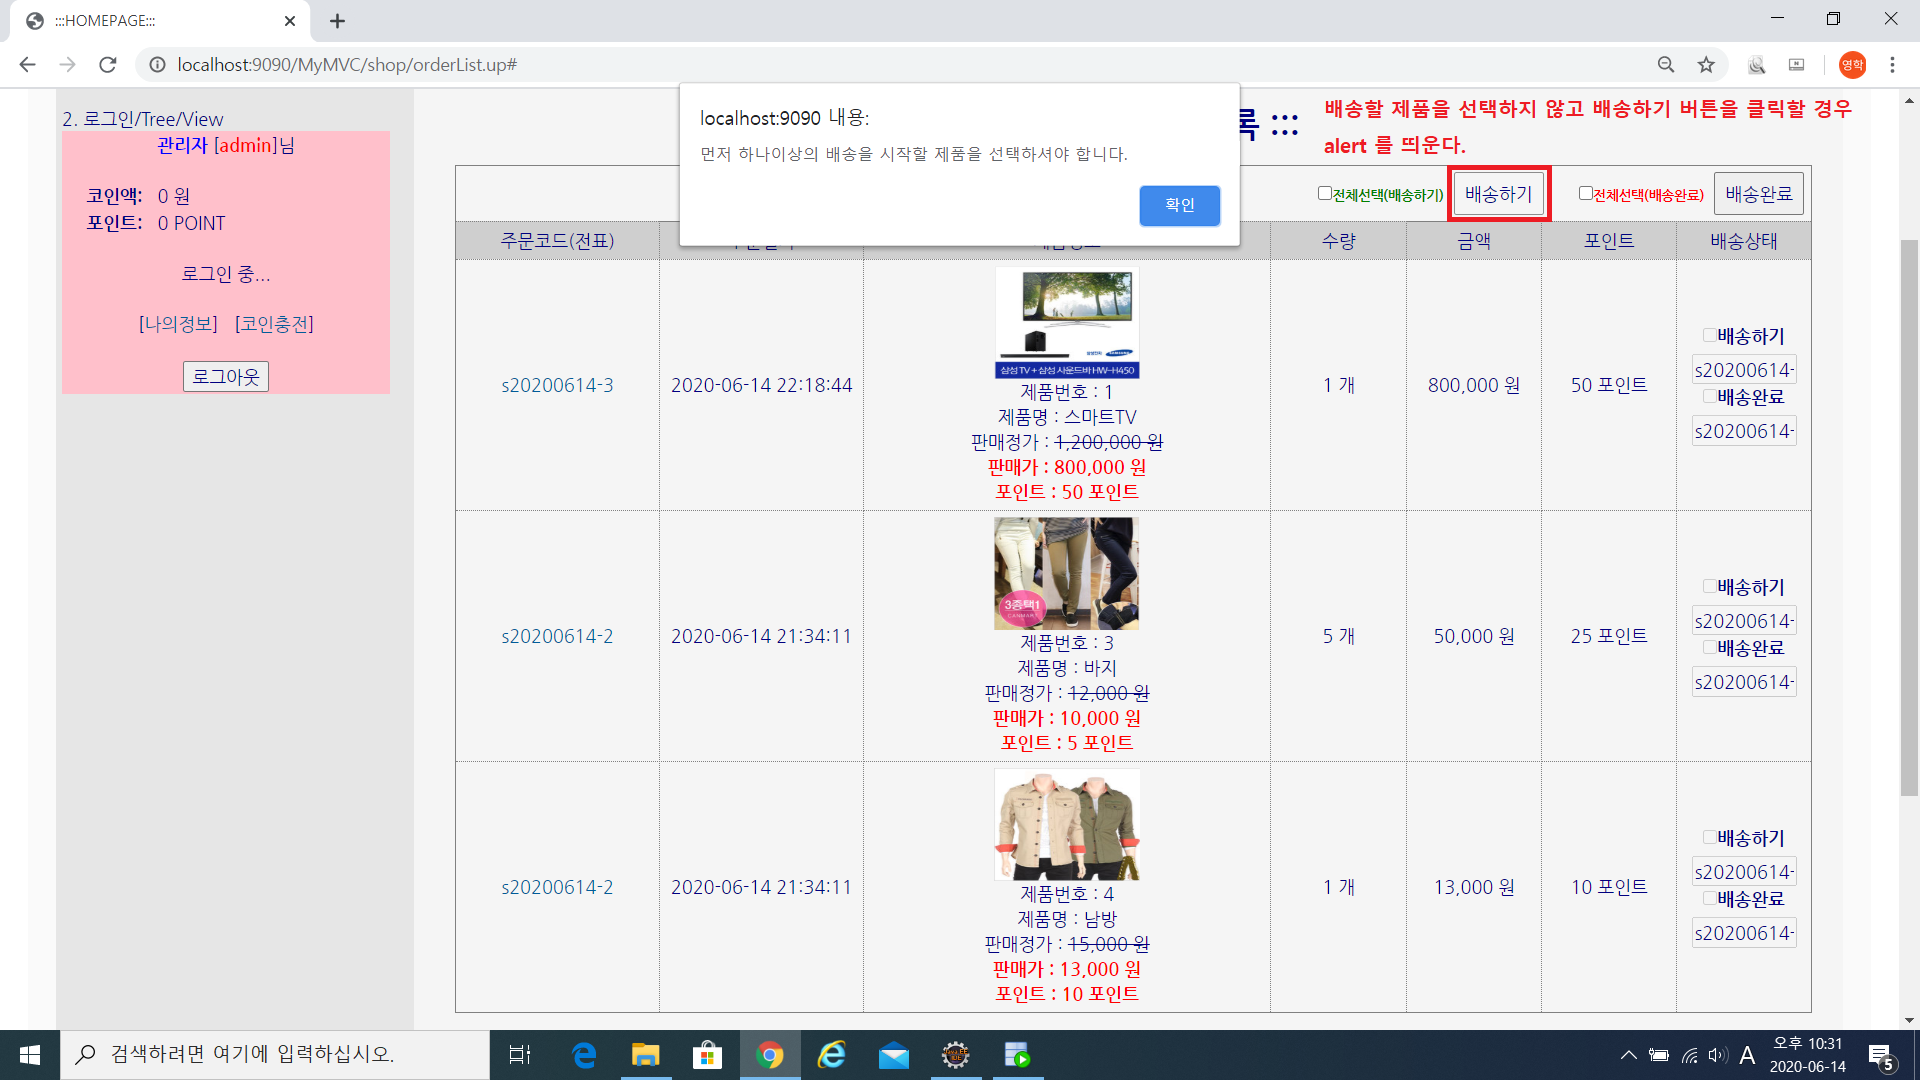 :::HOMEPAGE:::
localhost:9090/MyMVC/shop/orderList.up#
영학
2. 로그인/Tree/View
관리자 [admin]님
코인액: 0 원
포인트: 0 POINT
로그인 중...
[나의정보] [코인충전]
로그아웃
localhost:9090 내용:
먼저 하나이상의 배송을 시작할 제품을 선택하셔야 합니다.
확인
록 :::
배송할 제품을 선택하지 않고 배송하기 버튼을 클릭할 경우
alert 를 띄운다.
전체선택(배송하기) 배송하기 전체선택(배송완료) 배송완료
주문코드(전표) 수량 금액 포인트 배송상태
삼성전자 SAMSUNG
삼성 TV + 삼성 사운드바 HW-H450
s20200614-3 2020-06-14 22:18:44
제품번호 : 1
제품명 : 스마트TV
판매정가 : 1,200,000 원
판매가 : 800,000 원
포인트 : 50 포인트
1 개 800,000 원 50 포인트
배송하기
s20200614-
배송완료
s20200614-
3종택1
s20200614-2 2020-06-14 21:34:11
제품번호 : 3
제품명 : 바지
판매정가 : 12,000 원
판매가 : 10,000 원
포인트 : 5 포인트
5 개 50,000 원 25 포인트
배송하기
s20200614-
배송완료
s20200614-
s20200614-2 2020-06-14 21:34:11
제품번호 : 4
제품명 : 남방
판매정가 : 15,000 원
판매가 : 13,000 원
포인트 : 10 포인트
1 개 13,000 원 10 포인트
배송하기
s20200614-
배송완료
s20200614-
검색하려면 여기에 입력하십시오.
A
오후 10:31
2020-06-14
5